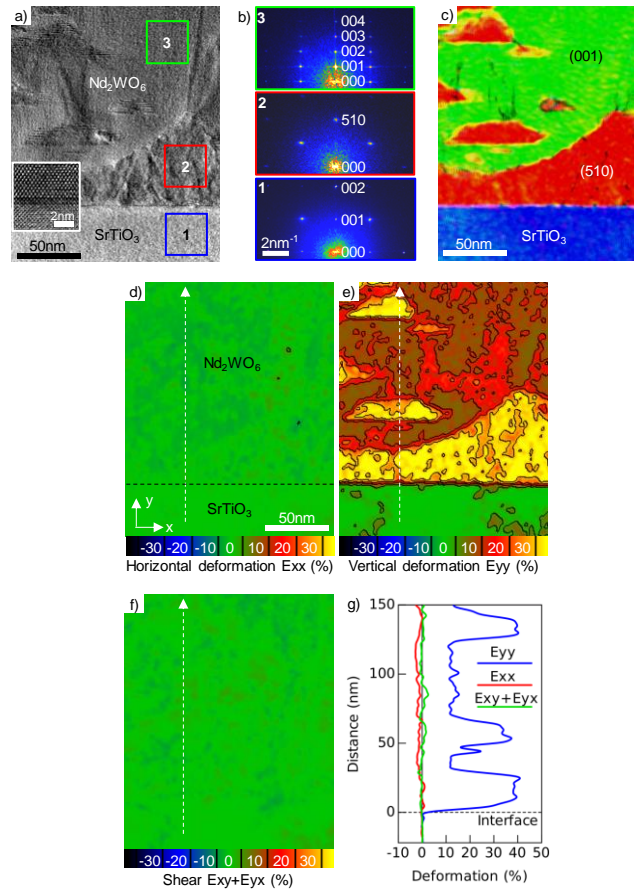 a)
3
Nd₂WO₆
2
2nm
SrTiO₃
1
50nm
b)
3
004
003
002
001
000
2
510
000
1
002
001
2nm⁻¹
000
c)
(001)
(510)
SrTiO₃
50nm
d)
Nd₂WO₆
SrTiO₃
y
x
50nm
-30 -20 -10 0 10 20 30
Horizontal deformation Exx (%)
e)
-30 -20 -10 0 10 20 30
Vertical deformation Eyy (%)
f)
-30 -20 -10 0 10 20 30
Shear Exy+Eyx (%)
g)
150
100
50
0
Distance (nm)
Eyy
Exx
Exy+Eyx
Interface
-10 0 10 20 30 40 50
Deformation (%)